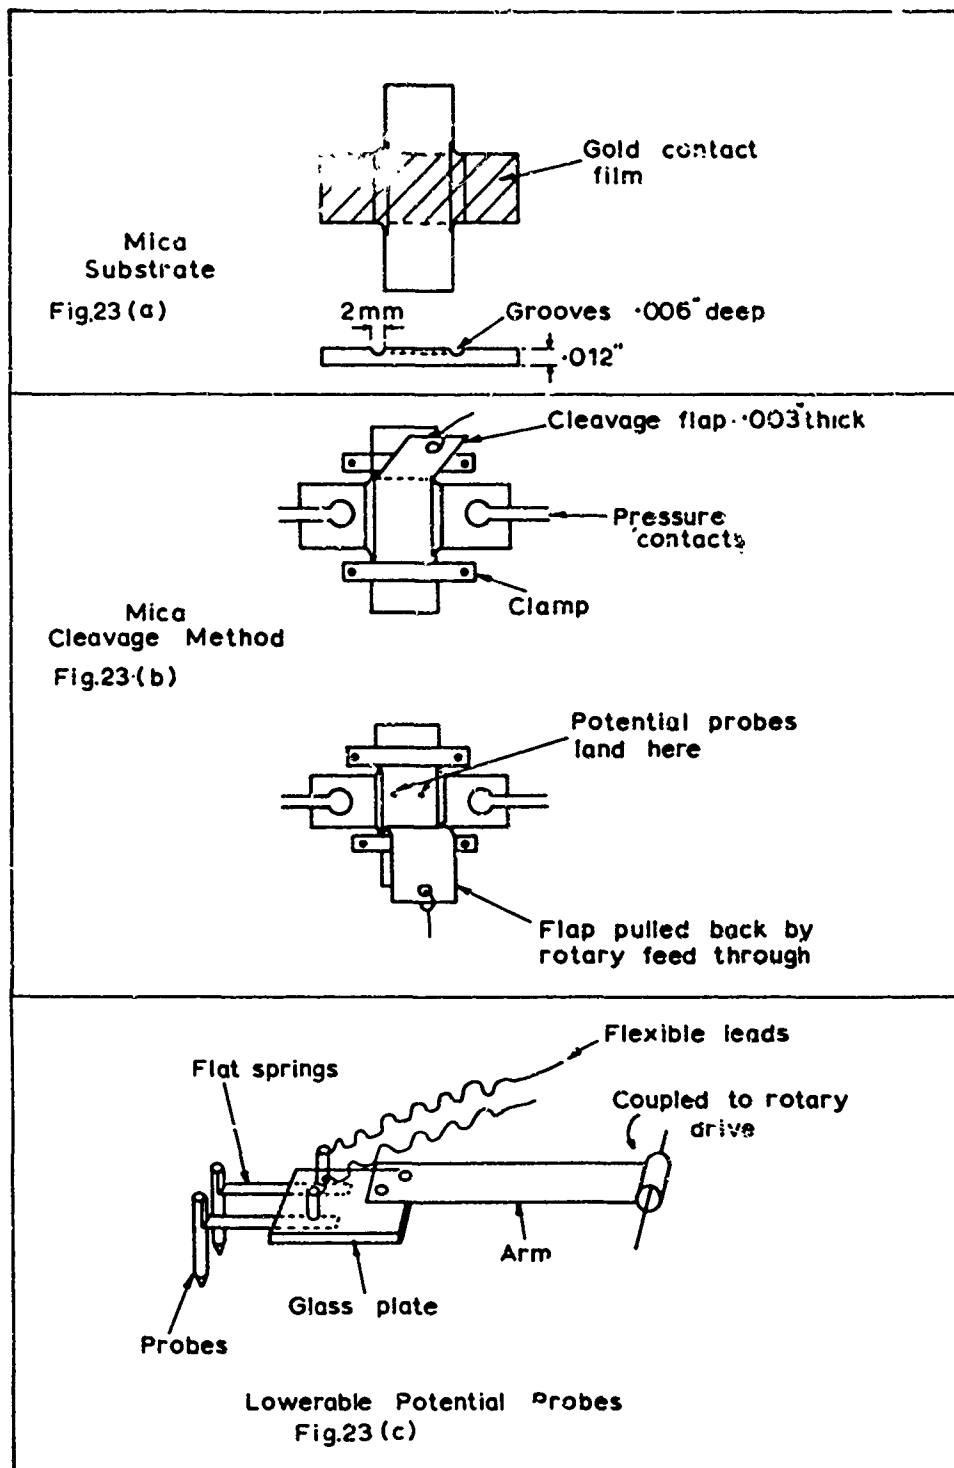 Gold contact
film
Mica
Substrate
Fig.23 (a)
2mm
Grooves .006" deep
.012"
Cleavage flap .003" thick
Pressure
contacts
Clamp
Mica
Cleavage Method
Fig.23.(b)
Potential probes
land here
Flap pulled back by
rotary feed through
Flexible leads
Flat springs
Coupled to rotary
drive
Arm
Glass plate
Probes
Lowerable Potential Probes
Fig.23 (c)